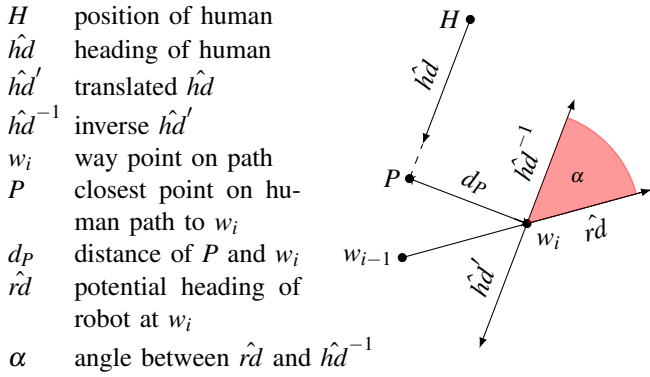 H position of human
ĥd heading of human
ĥd′ translated ĥd
ĥd⁻¹ inverse ĥd′
wᵢ way point on path
P closest point on hu-
man path to wᵢ
d_P distance of P and wᵢ
r̂d potential heading of
robot at wᵢ
α angle between r̂d and ĥd⁻¹
H
ĥd
ĥd⁻¹
P
d_P
α
wᵢ
r̂d
wᵢ₋₁
ĥd′